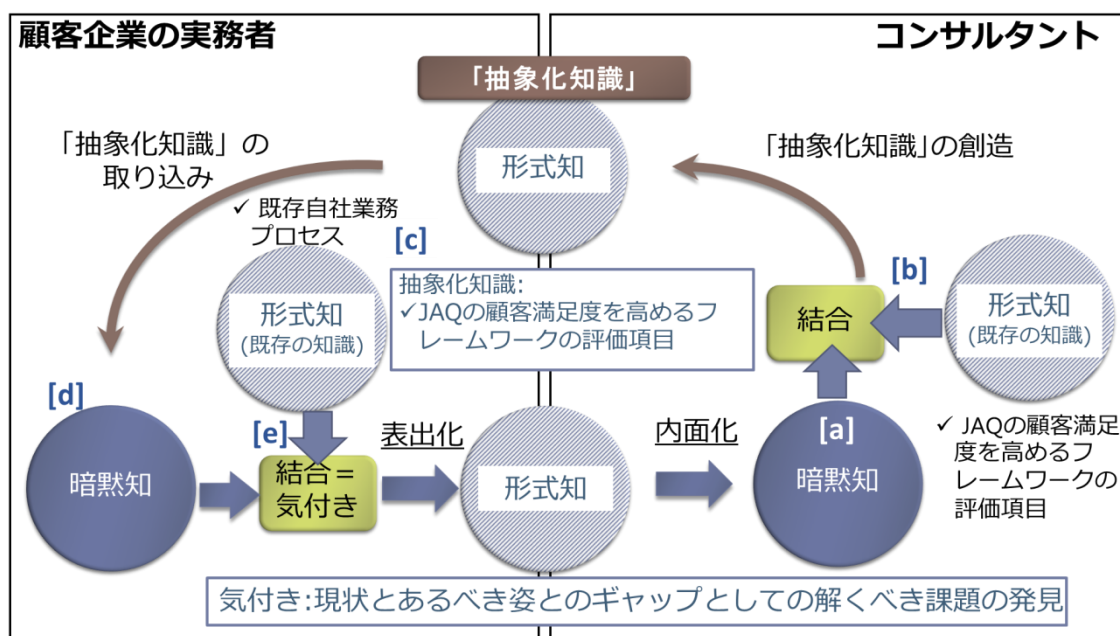 顧客企業の実務者
コンサルタント
「抽象化知識」
形式知
「抽象化知識」の
取り込み
「抽象化知識」の創造
✓ 既存自社業務
プロセス
[c]
抽象化知識:
✓JAQの顧客満足度を高めるフ
レームワークの評価項目
[b]
結合
形式知
(既存の知識)
形式知
(既存の知識)
[d]
暗黙知
[e]
結合＝
気付き
表出化
形式知
内面化
[a]
暗黙知
✓ JAQの顧客満足
度を高めるフ
レームワークの
評価項目
気付き:現状とあるべき姿とのギャップとしての解くべき課題の発見